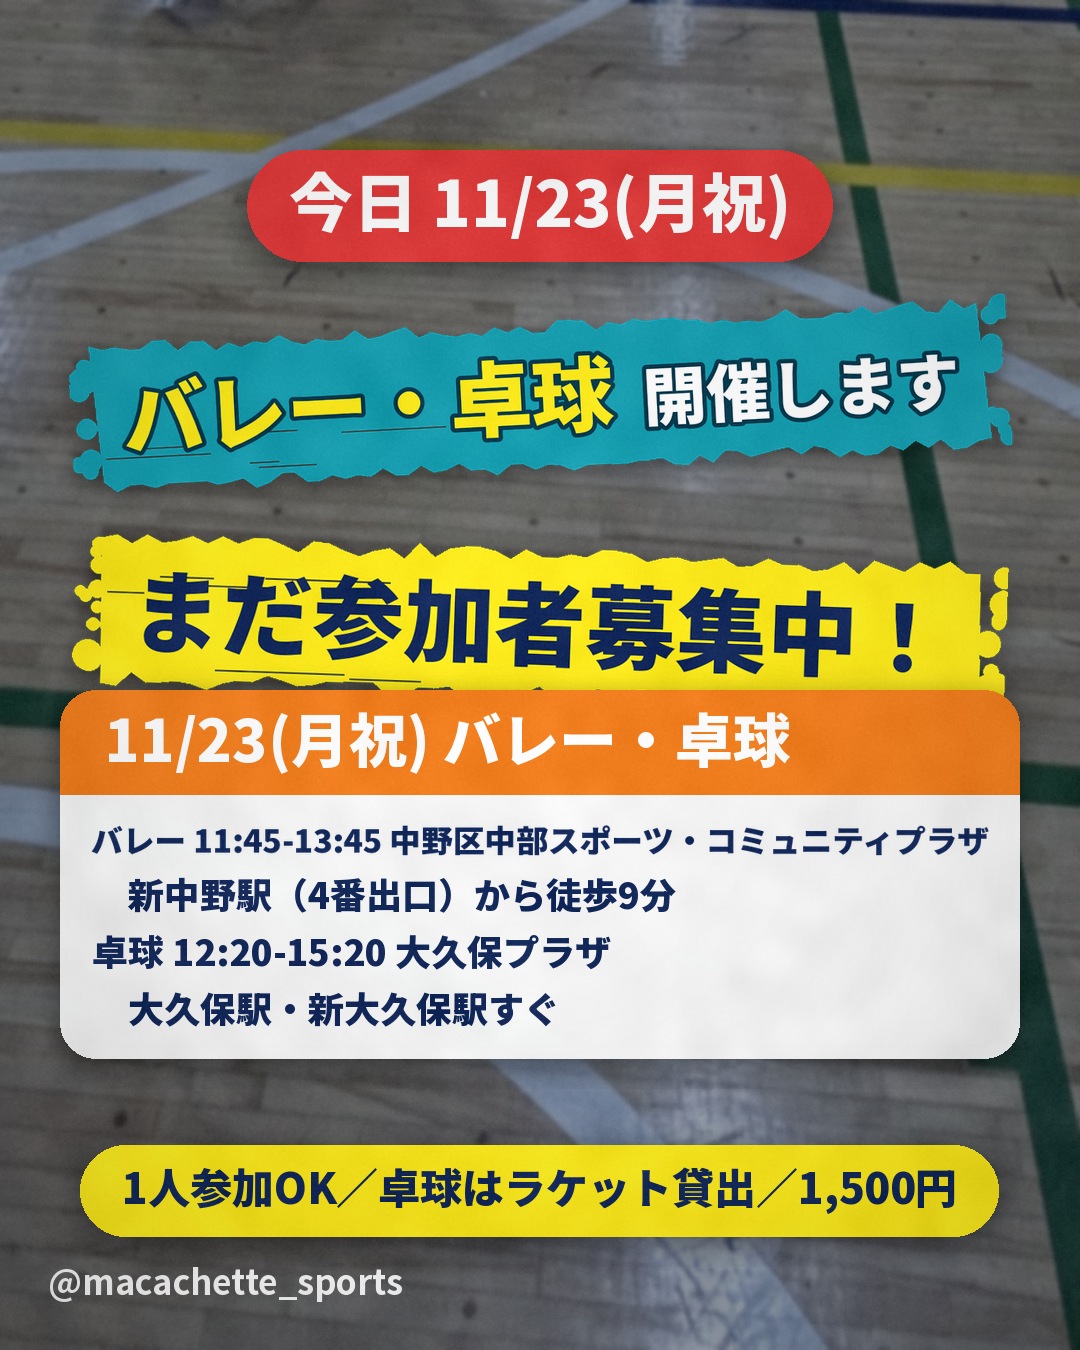 今日 11/23(月祝)
バレー・卓球 開催します
まだ参加者募集中！
11/23(月祝) バレー・卓球
バレー 11:45-13:45 中野区中部スポーツ・コミュニティプラザ
新中野駅（4番出口）から徒歩9分
卓球 12:20-15:20 大久保プラザ
大久保駅・新大久保駅すぐ
1人参加OK／卓球はラケット貸出／1,500円
@macachette_sports